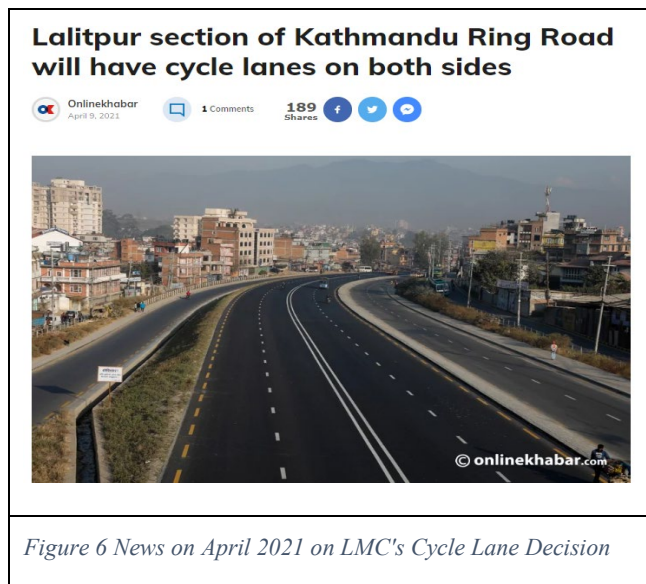 Lalitpur section of Kathmandu Ring Road
will have cycle lanes on both sides
Onlinekhabar
April 9, 2021
1 Comments
189
Shares
© onlinekhabar.com
Figure 6 News on April 2021 on LMC's Cycle Lane Decision